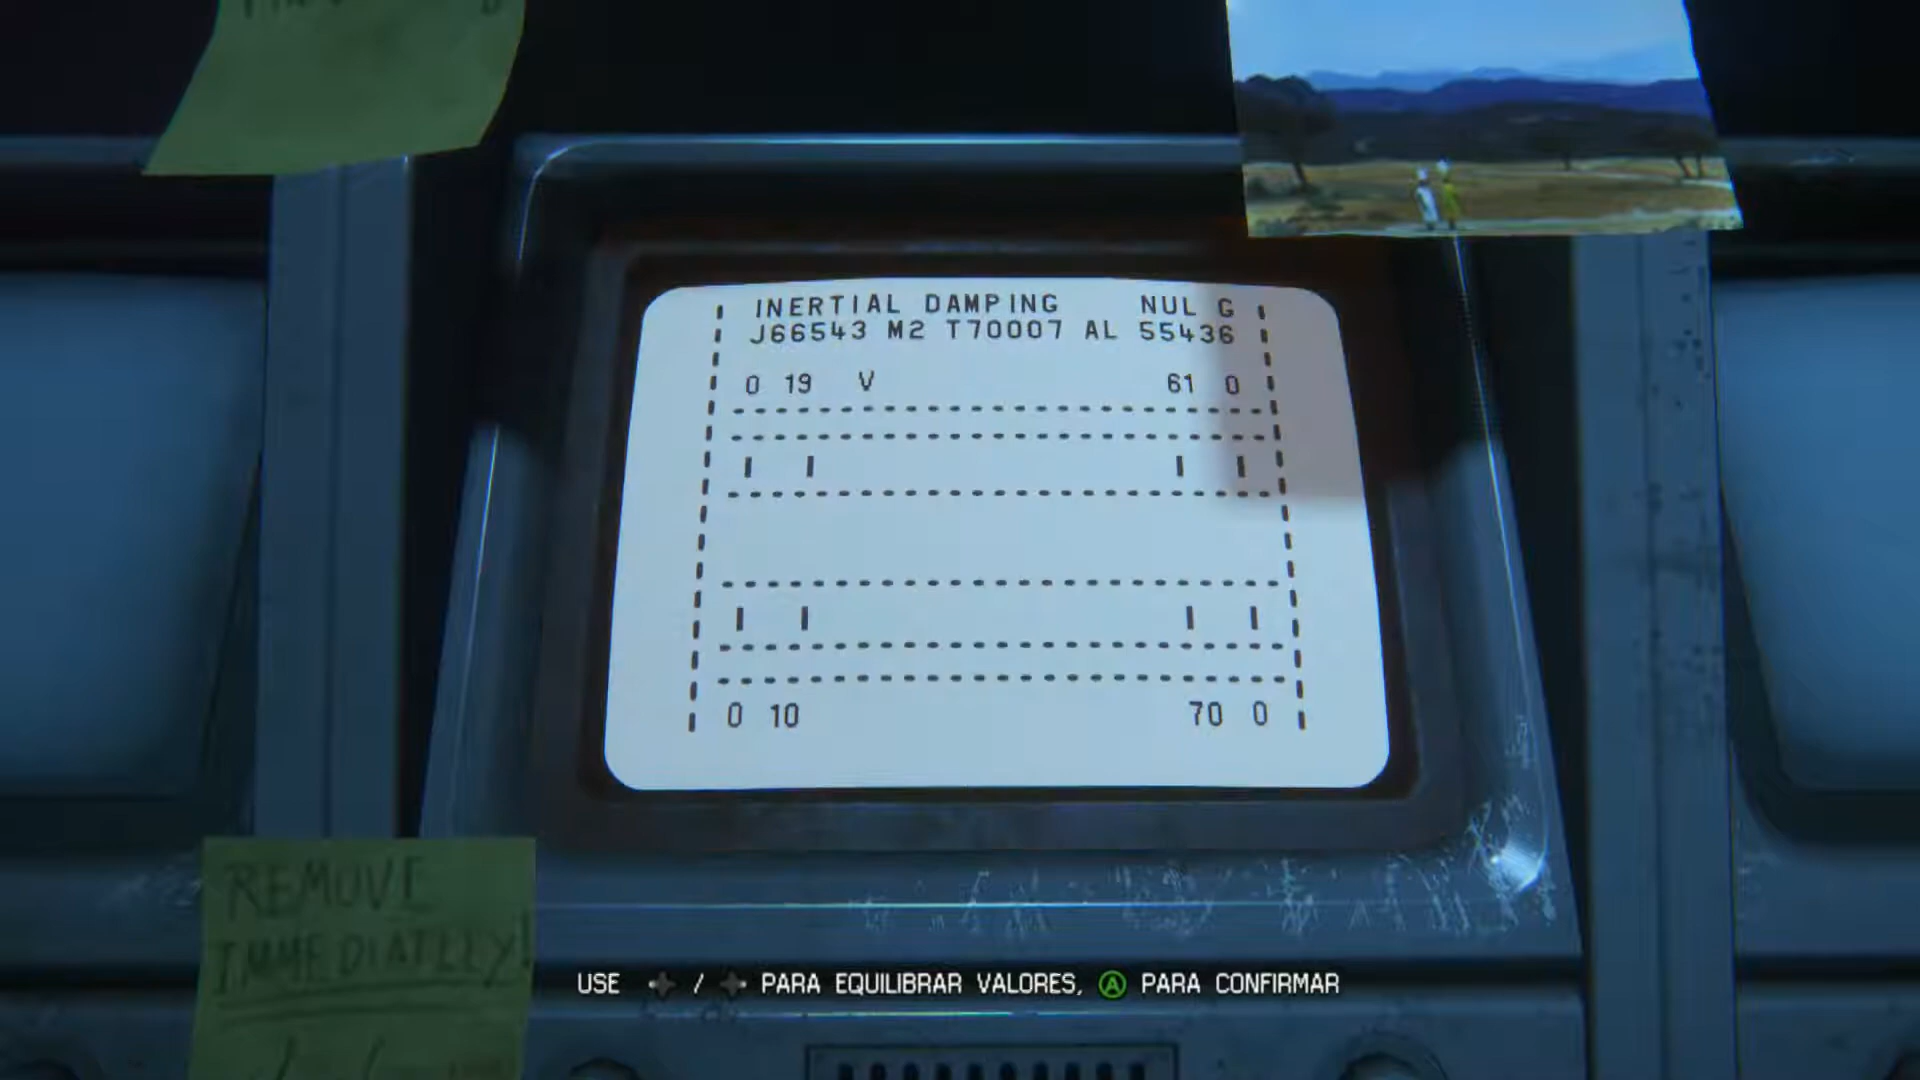 INERTIAL DAMPING NUL G
J66543 M2 T70007 AL 55436
0 19 V 61 0
0 10 70 0
REMOVE
IMMEDIATLEY!
USE / PARA EQUILIBRAR VALORES, A PARA CONFIRMAR